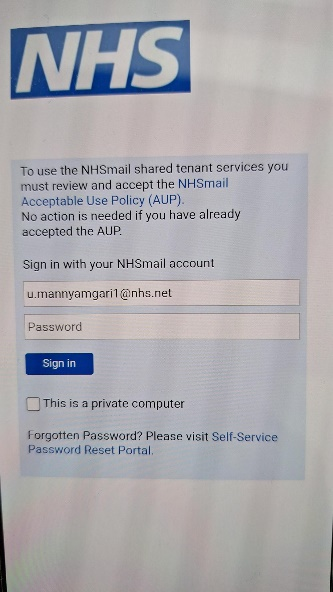 NHS
To use the NHSmail shared tenant services you
must review and accept the NHSmail
Acceptable Use Policy (AUP).
No action is needed if you have already
accepted the AUP.
Sign in with your NHSmail account
u.mannyamgari1@nhs.net
Password
Sign in
This is a private computer
Forgotten Password? Please visit Self-Service
Password Reset Portal.